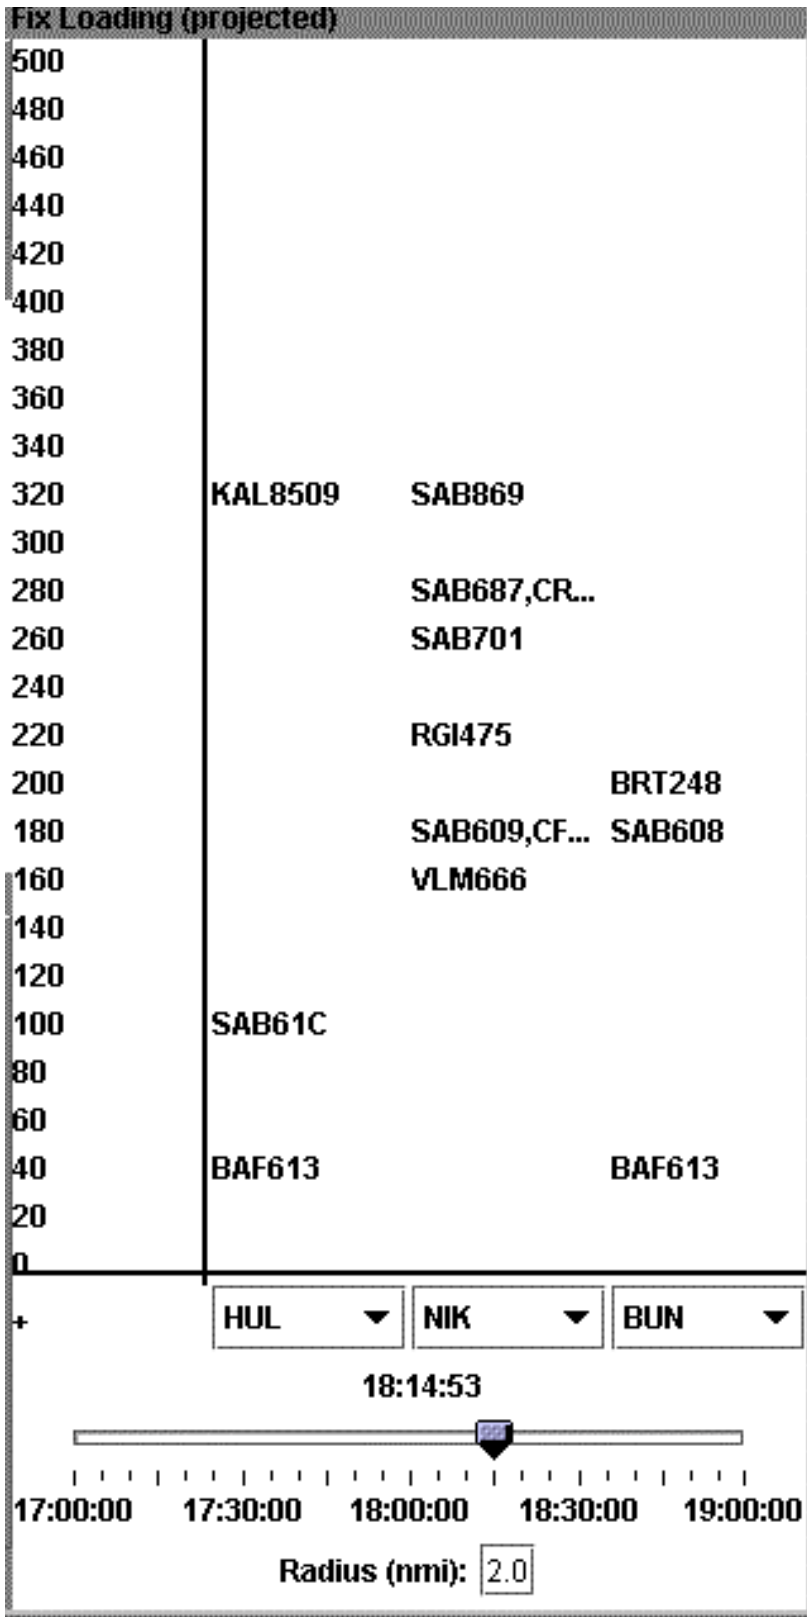 Fix Loading (projected)
500
480
460
440
420
400
380
360
340
320 KAL8509 SAB869
300
280 SAB687,CR...
260 SAB701
240
220 RGI475
200 BRT248
180 SAB609,CF... SAB608
160 VLM666
140
120
100 SAB61C
80
60
40 BAF613 BAF613
20
0
+ HUL NIK BUN
18:14:53
17:00:00 17:30:00 18:00:00 18:30:00 19:00:00
Radius (nmi): 2.0